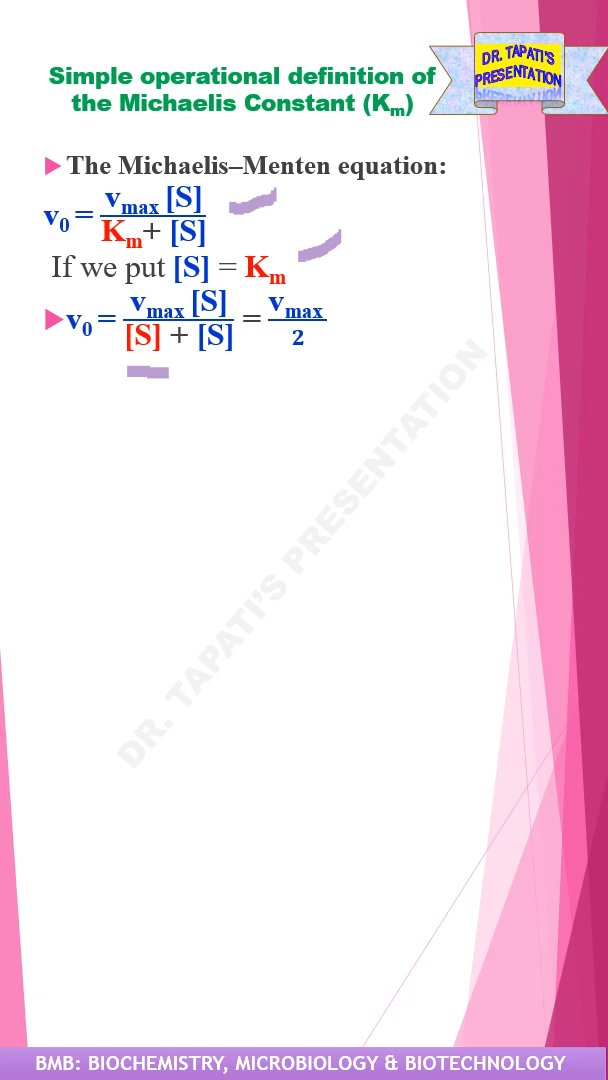 Simple operational definition of
the Michaelis Constant (Kₘ)
DR. TAPATI'S
PRESENTATION
▶ The Michaelis–Menten equation:
v₀ = vₘₐₓ [S] / Kₘ + [S]
If we put [S] = Kₘ
▶ v₀ = vₘₐₓ [S] / [S] + [S] = vₘₐₓ / 2
DR. TAPATI'S PRESENTATION
BMB: BIOCHEMISTRY, MICROBIOLOGY & BIOTECHNOLOGY